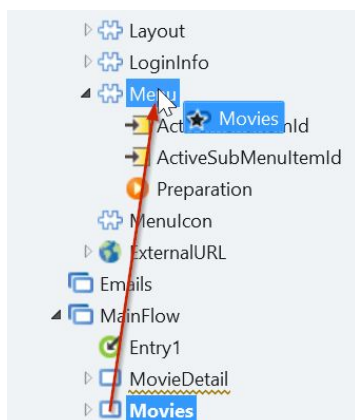 Layout
LoginInfo
Menu
Movies
ActiveSubMenuItemId
Preparation
MenuIcon
ExternalURL
Emails
MainFlow
Entry1
MovieDetail
Movies